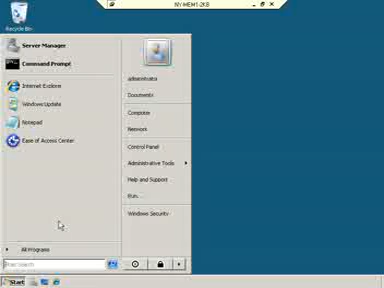 NY-MEM1-2K8
Recycle Bin
Server Manager
Command Prompt
Internet Explorer
Windows Update
Notepad
Ease of Access Center
All Programs
Start Search
administrator
Documents
Computer
Network
Control Panel
Administrative Tools
Help and Support
Run...
Windows Security
Start